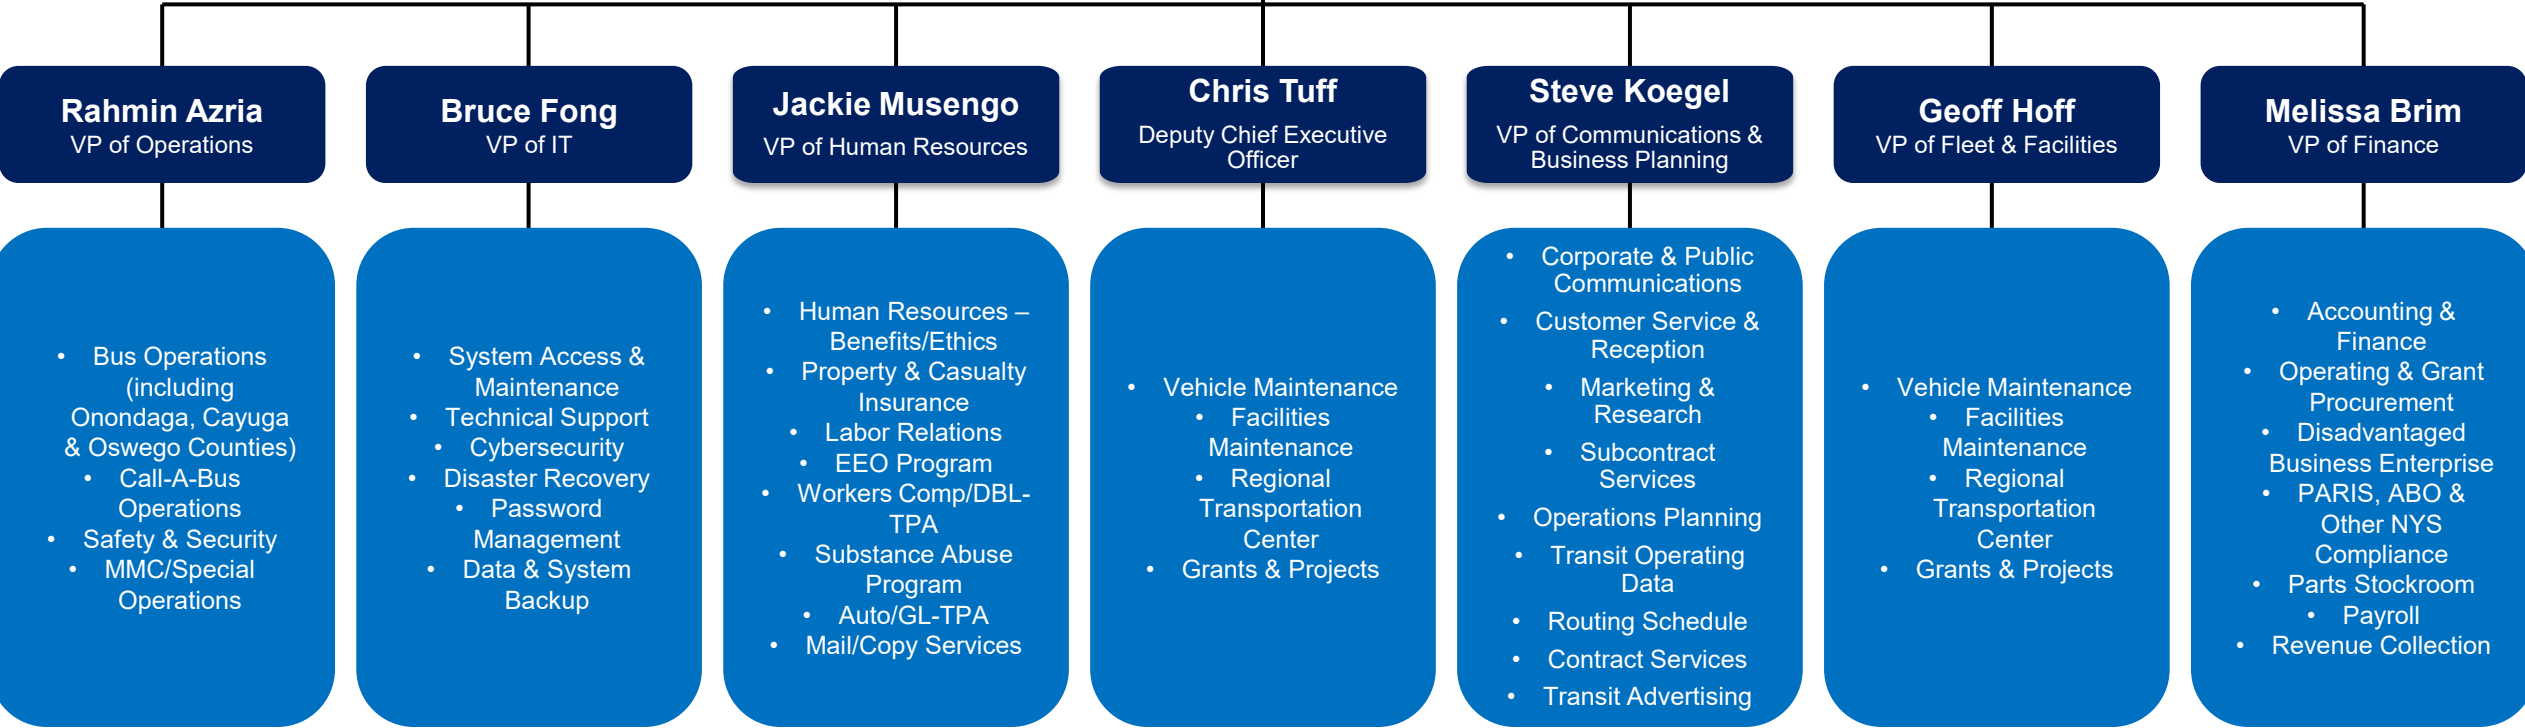 Rahmin Azria
VP of Operations
Bruce Fong
VP of IT
Jackie Musengo
VP of Human Resources
Chris Tuff
Deputy Chief Executive
Officer
Steve Koegel
VP of Communications &
Business Planning
Geoff Hoff
VP of Fleet & Facilities
Melissa Brim
VP of Finance
• Bus Operations
(including
Onondaga, Cayuga
& Oswego Counties)
• Call-A-Bus
Operations
• Safety & Security
• MMC/Special
Operations
• System Access &
Maintenance
• Technical Support
• Cybersecurity
• Disaster Recovery
• Password
Management
• Data & System
Backup
• Human Resources –
Benefits/Ethics
• Property & Casualty
Insurance
• Labor Relations
• EEO Program
• Workers Comp/DBL-
TPA
• Substance Abuse
Program
• Auto/GL-TPA
• Mail/Copy Services
• Vehicle Maintenance
• Facilities
Maintenance
• Regional
Transportation
Center
• Grants & Projects
• Corporate & Public
Communications
• Customer Service &
Reception
• Marketing &
Research
• Subcontract
Services
• Operations Planning
• Transit Operating
Data
• Routing Schedule
• Contract Services
• Transit Advertising
• Vehicle Maintenance
• Facilities
Maintenance
• Regional
Transportation
Center
• Grants & Projects
• Accounting &
Finance
• Operating & Grant
Procurement
• Disadvantaged
Business Enterprise
• PARIS, ABO &
Other NYS
Compliance
• Parts Stockroom
• Payroll
• Revenue Collection